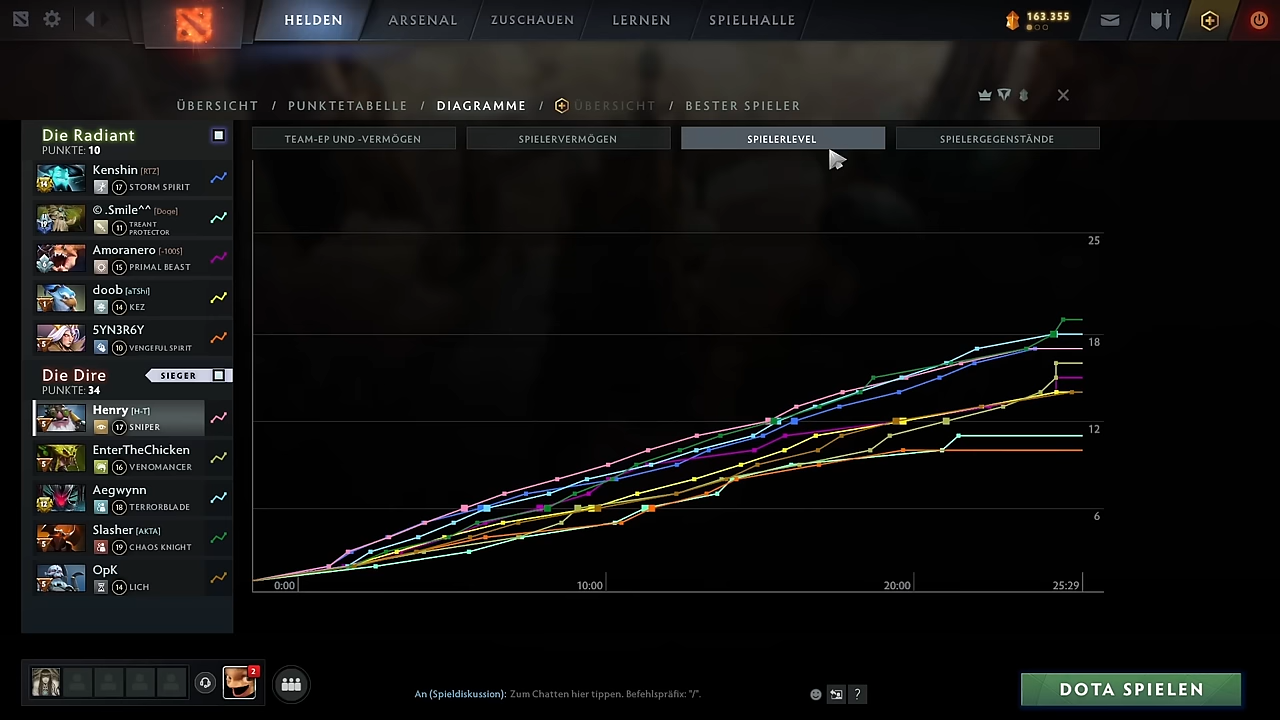 HELDEN
ARSENAL
ZUSCHAUEN
LERNEN
SPIELHALLE
163.355
ÜBERSICHT / PUNKTETABELLE / DIAGRAMME / ÜBERSICHT / BESTER SPIELER
TEAM-EP UND -VERMÖGEN
SPIELERVERMÖGEN
SPIELERLEVEL
SPIELERGEGENSTÄNDE
Die Radiant
PUNKTE: 10
Kenshin [RTZ]
17 STORM SPIRIT
© .Smile^^ [Doqe]
11 TREANT
PROTECTOR
Amoranero [-100S]
15 PRIMAL BEAST
doob [aTShi]
14 KEZ
5YN3R6Y
10 VENGEFUL SPIRIT
Die Dire
SIEGER
PUNKTE: 34
Henry [H-T]
17 SNIPER
EnterTheChicken
16 VENOMANCER
Aegwynn
18 TERRORBLADE
Slasher [AKTA]
19 CHAOS KNIGHT
OpK
14 LICH
25
18
12
6
0:00
10:00
20:00
25:29
2
An (Spieldiskussion): Zum Chatten hier tippen. Befehlspräfix: "/".
?
DOTA SPIELEN